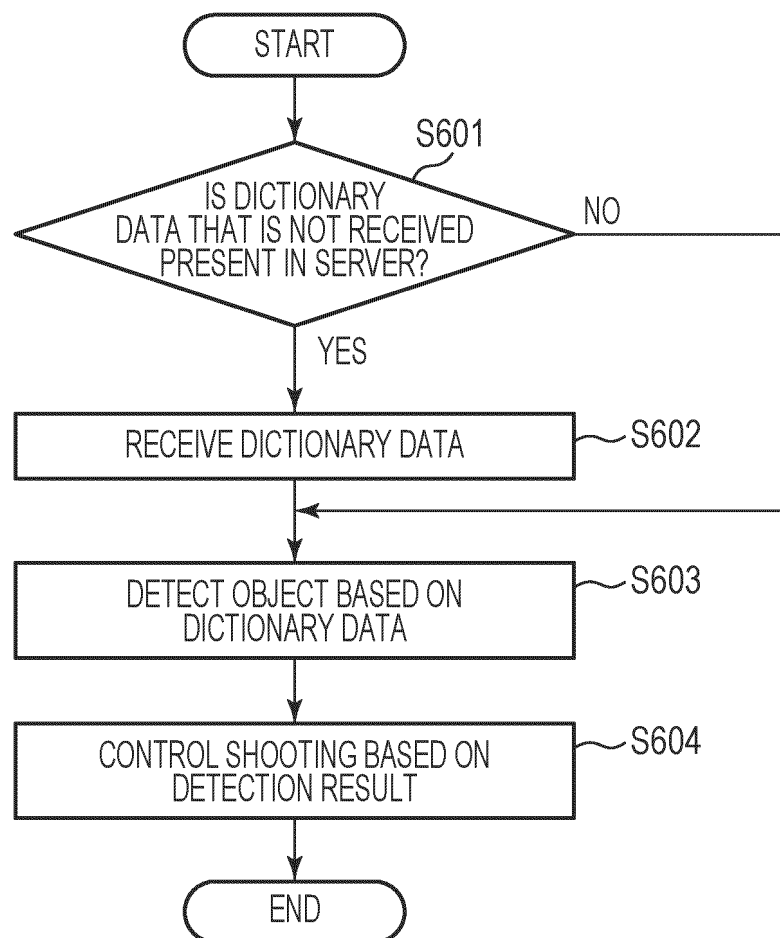 START
S601
IS DICTIONARY
DATA THAT IS NOT RECEIVED
PRESENT IN SERVER?
NO
YES
RECEIVE DICTIONARY DATA
S602
DETECT OBJECT BASED ON
DICTIONARY DATA
S603
CONTROL SHOOTING BASED ON
DETECTION RESULT
S604
END